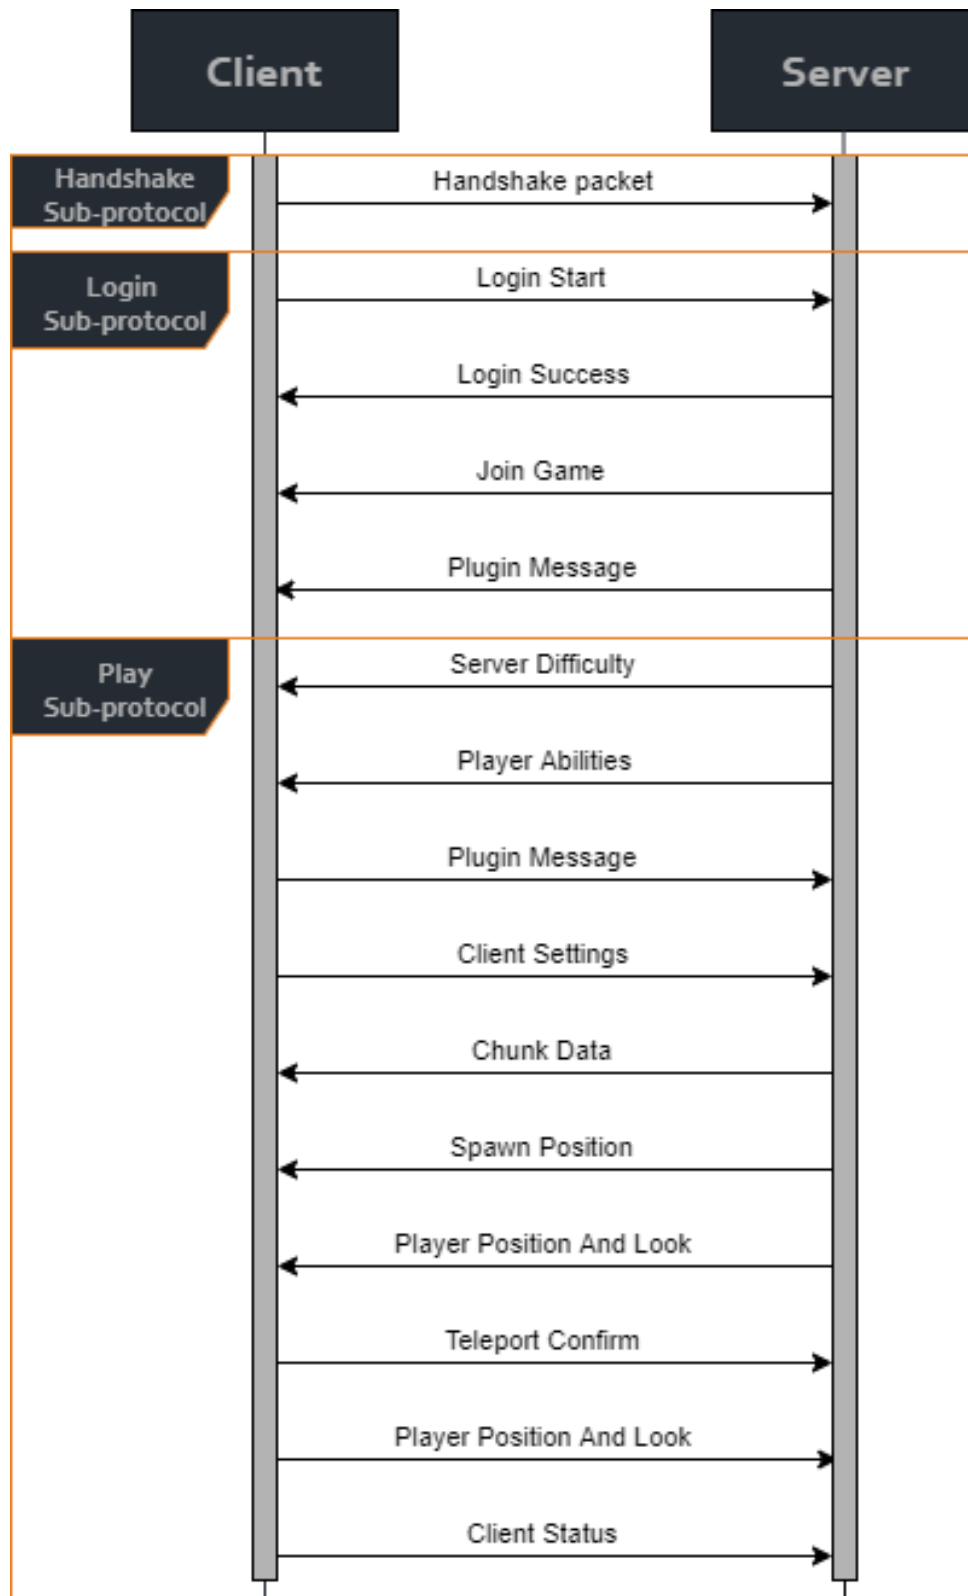 Client
Server
Handshake
Sub-protocol
Handshake packet
Login
Sub-protocol
Login Start
Login Success
Join Game
Plugin Message
Play
Sub-protocol
Server Difficulty
Player Abilities
Plugin Message
Client Settings
Chunk Data
Spawn Position
Player Position And Look
Teleport Confirm
Player Position And Look
Client Status